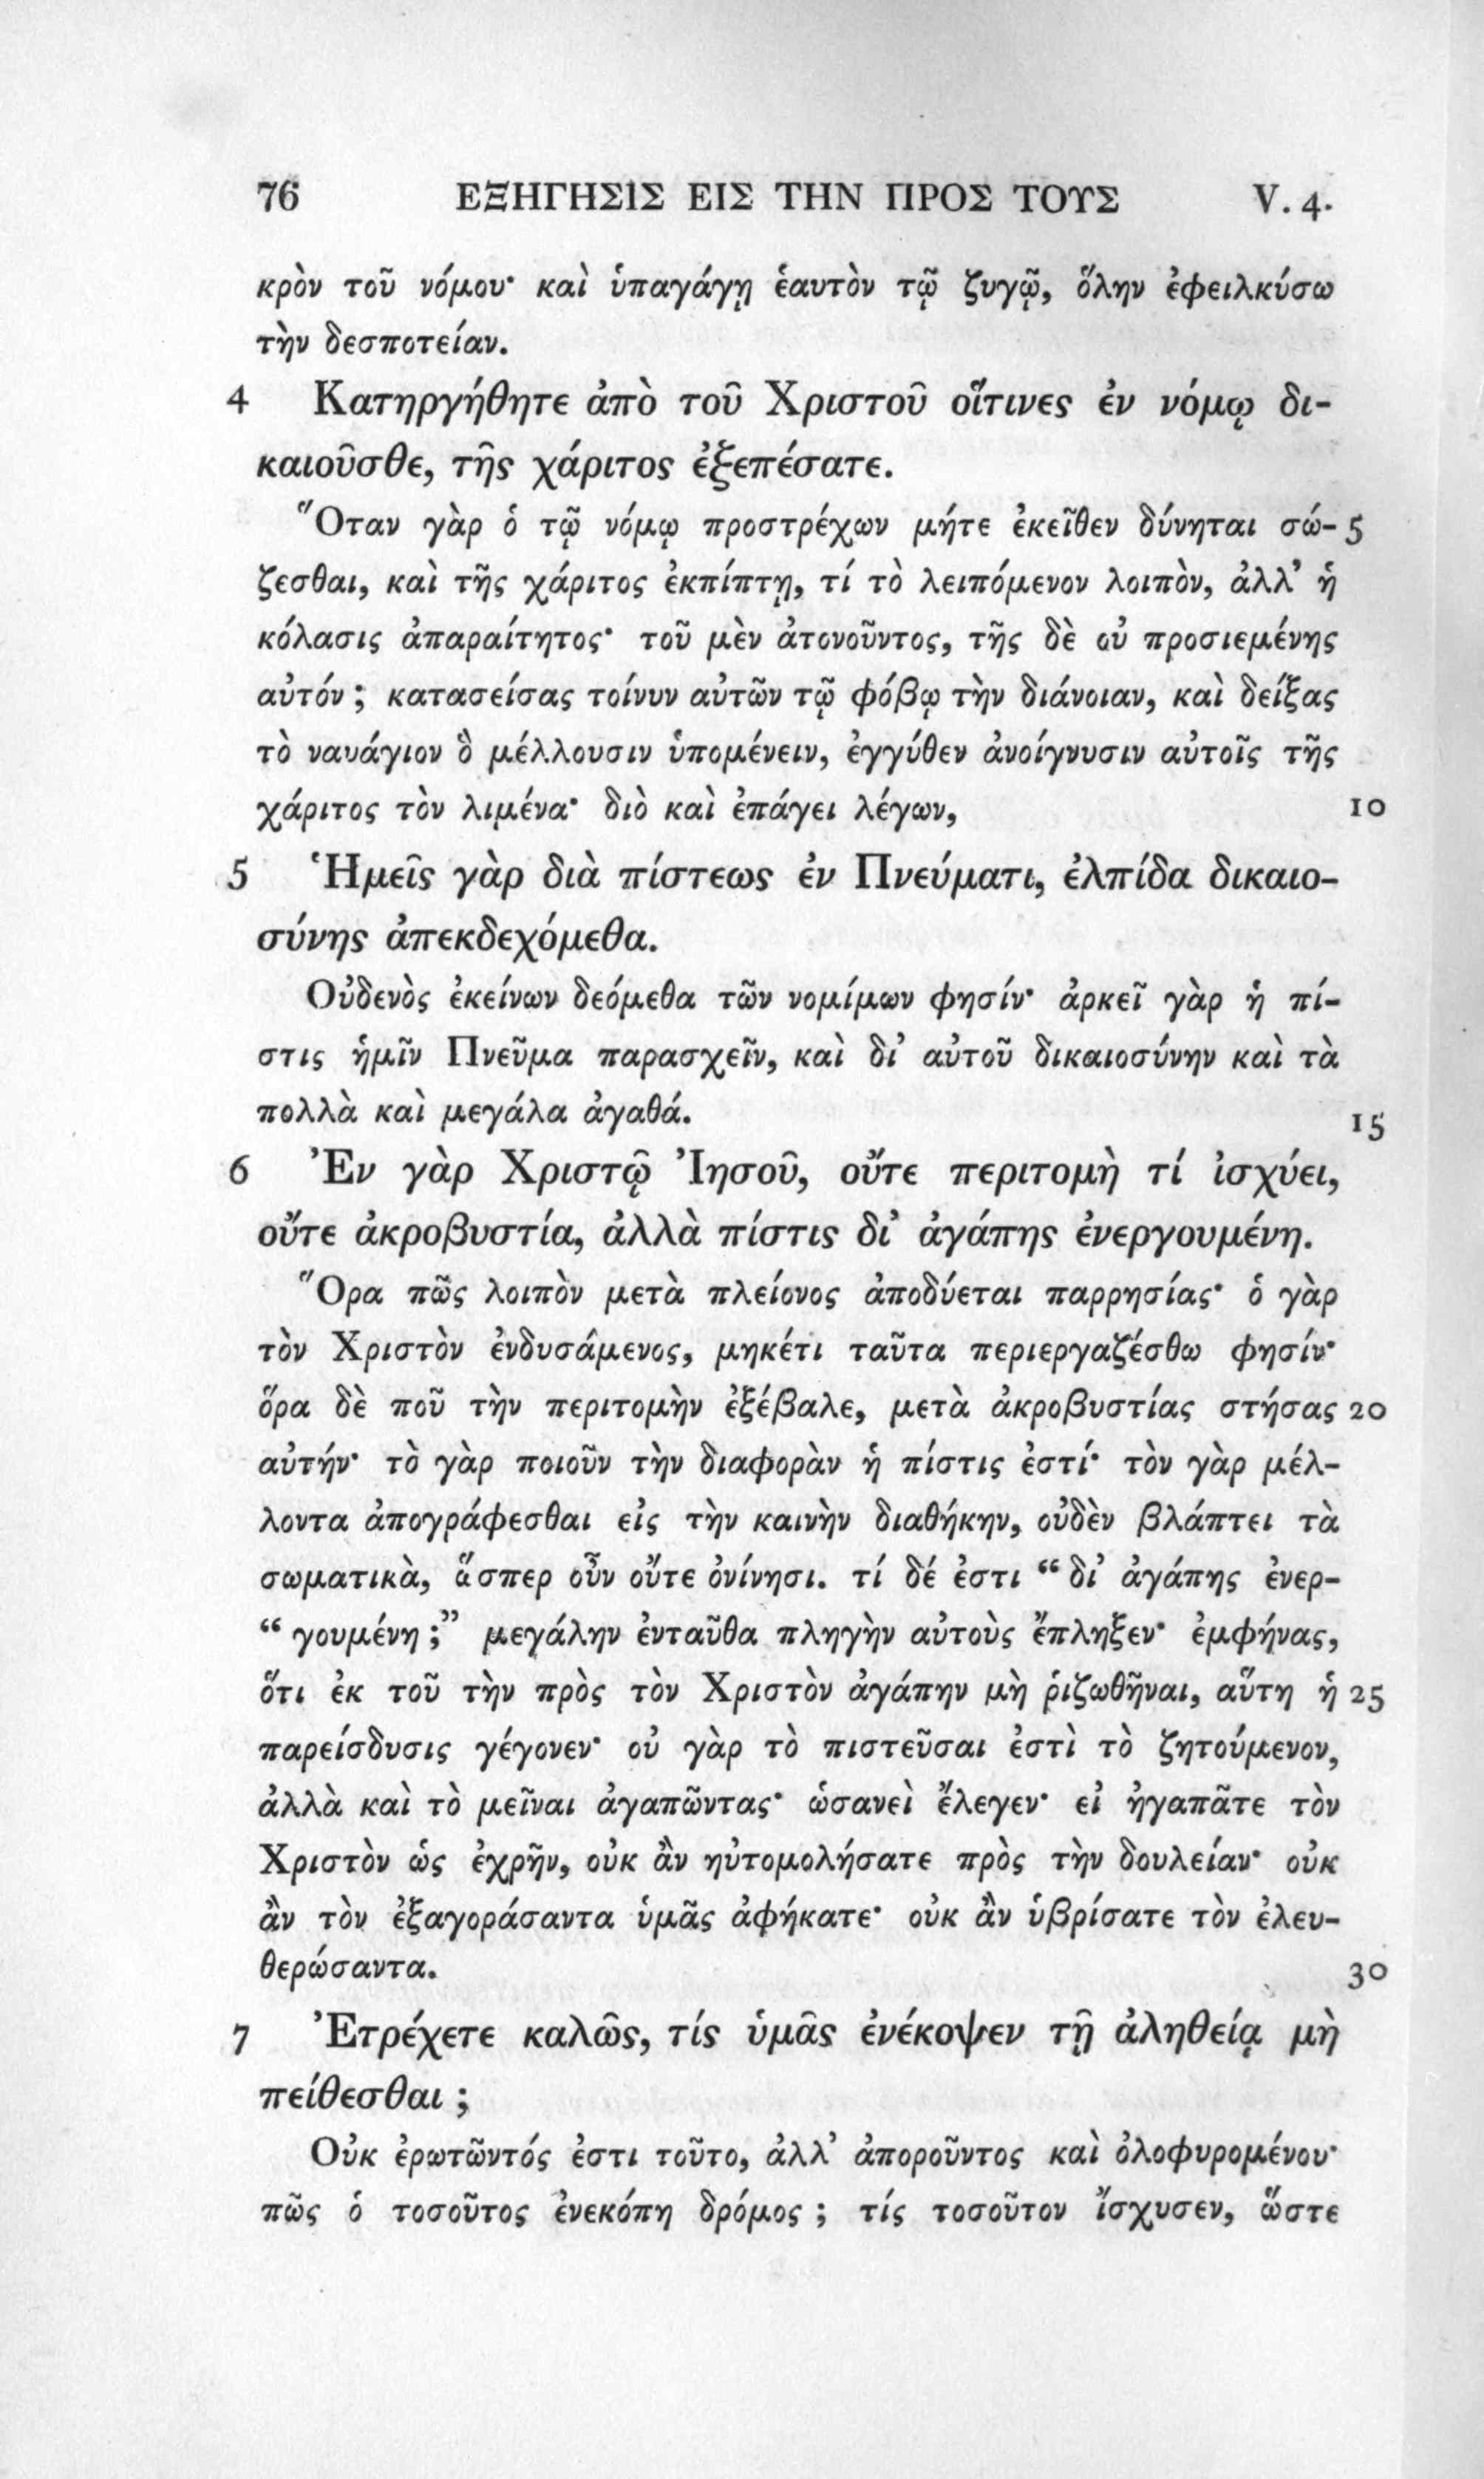 76 ΕΞΗΓΗΣΙΣ ΕΙΣ ΤΗΝ ΠΡΟΣ ΤΟΥΣ V. 4.
κρὸν τοῦ νόμου· καὶ ὑπαγάγῃ ἑαυτὸν τῷ ζυγῷ, ὅλην ἐφειλκύσω
τὴν δεσποτείαν.
4 Κατηργήθητε ἀπὸ τοῦ Χριστοῦ οἵτινες ἐν νόμῳ δι-
καιοῦσθε, τῆς χάριτος ἐξεπέσατε.
Ὅταν γὰρ ὁ τῷ νόμῳ προστρέχων μήτε ἐκεῖθεν δύνηται σώ- 5
ζεσθαι, καὶ τῆς χάριτος ἐκπίπτῃ, τί τὸ λειπόμενον λοιπὸν, ἀλλ’ ἡ
κόλασις ἀπαραίτητος· τοῦ μὲν ἀτονοῦντος, τῆς δὲ οὐ προσιεμένης
αὐτόν; κατασείσας τοίνυν αὐτῶν τῷ φόβῳ τὴν διάνοιαν, καὶ δείξας
τὸ ναυάγιον ὃ μέλλουσιν ὑπομένειν, ἐγγύθεν ἀνοίγνυσιν αὐτοῖς τῆς
χάριτος τὸν λιμένα· διὸ καὶ ἐπάγει λέγων, 10
5 Ἡμεῖς γὰρ διὰ πίστεως ἐν Πνεύματι, ἐλπίδα δικαιο-
σύνης ἀπεκδεχόμεθα.
Οὐδενὸς ἐκείνων δεόμεθα τῶν νομίμων φησίν· ἀρκεῖ γὰρ ἡ πί-
στις ἡμῖν Πνεῦμα παρασχεῖν, καὶ δι’ αὐτοῦ δικαιοσύνην καὶ τὰ
πολλὰ καὶ μεγάλα ἀγαθά. 15
6 Ἐν γὰρ Χριστῷ Ἰησοῦ, οὔτε περιτομὴ τί ἰσχύει,
οὔτε ἀκροβυστία, ἀλλὰ πίστις δι’ ἀγάπης ἐνεργουμένη.
Ὅρα πῶς λοιπὸν μετὰ πλείονος ἀποδύεται παρρησίας· ὁ γὰρ
τὸν Χριστὸν ἐνδυσάμενος, μηκέτι ταῦτα περιεργαζέσθω φησίν·
ὅρα δὲ ποῦ τὴν περιτομὴν ἐξέβαλε, μετὰ ἀκροβυστίας στήσας 20
αὐτήν· τὸ γὰρ ποιοῦν τὴν διαφορὰν ἡ πίστις ἐστί· τὸν γὰρ μέλ-
λοντα ἀπογράφεσθαι εἰς τὴν καινὴν διαθήκην, οὐδὲν βλάπτει τὰ
σωματικὰ, ἅσπερ οὖν οὔτε ὀνίνησι. τί δέ ἐστι “ δι’ ἀγάπης ἐνερ-
“ γουμένη;” μεγάλην ἐνταῦθα πληγὴν αὐτοὺς ἔπληξεν· ἐμφήνας,
ὅτι ἐκ τοῦ τὴν πρὸς τὸν Χριστὸν ἀγάπην μὴ ῥιζωθῆναι, αὕτη ἡ 25
παρείσδυσις γέγονεν· οὐ γὰρ τὸ πιστεῦσαι ἐστὶ τὸ ζητούμενον,
ἀλλὰ καὶ τὸ μεῖναι ἀγαπῶντας· ὡσανεὶ ἔλεγεν· εἰ ἠγαπᾶτε τὸν
Χριστὸν ὡς ἐχρῆν, οὐκ ἂν ηὐτομολήσατε πρὸς τὴν δουλείαν· οὐκ
ἂν τὸν ἐξαγοράσαντα ὑμᾶς ἀφήκατε· οὐκ ἂν ὑβρίσατε τὸν ἐλευ-
θερώσαντα. 30
7 Ἐτρέχετε καλῶς, τίς ὑμᾶς ἐνέκοψεν τῇ ἀληθείᾳ μὴ
πείθεσθαι;
Οὐκ ἐρωτῶντός ἐστι τοῦτο, ἀλλ’ ἀποροῦντος καὶ ὀλοφυρομένου·
πῶς ὁ τοσοῦτος ἐνεκόπη δρόμος; τίς τοσοῦτον ἴσχυσεν, ὥστε